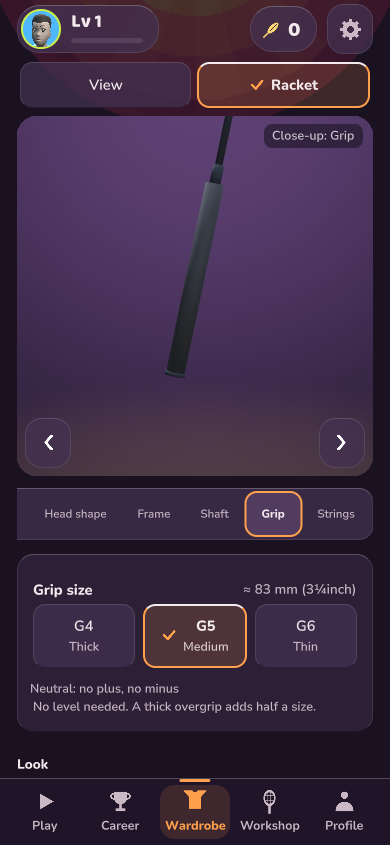 Lv 1
0
View
Racket
Close-up: Grip
Head shape Frame Shaft Grip Strings
Grip size ≈ 83 mm (3¼inch)
G4 G5 G6
Thick Medium Thin
Neutral: no plus, no minus
No level needed. A thick overgrip adds half a size.
Look
Play Career Wardrobe Workshop Profile